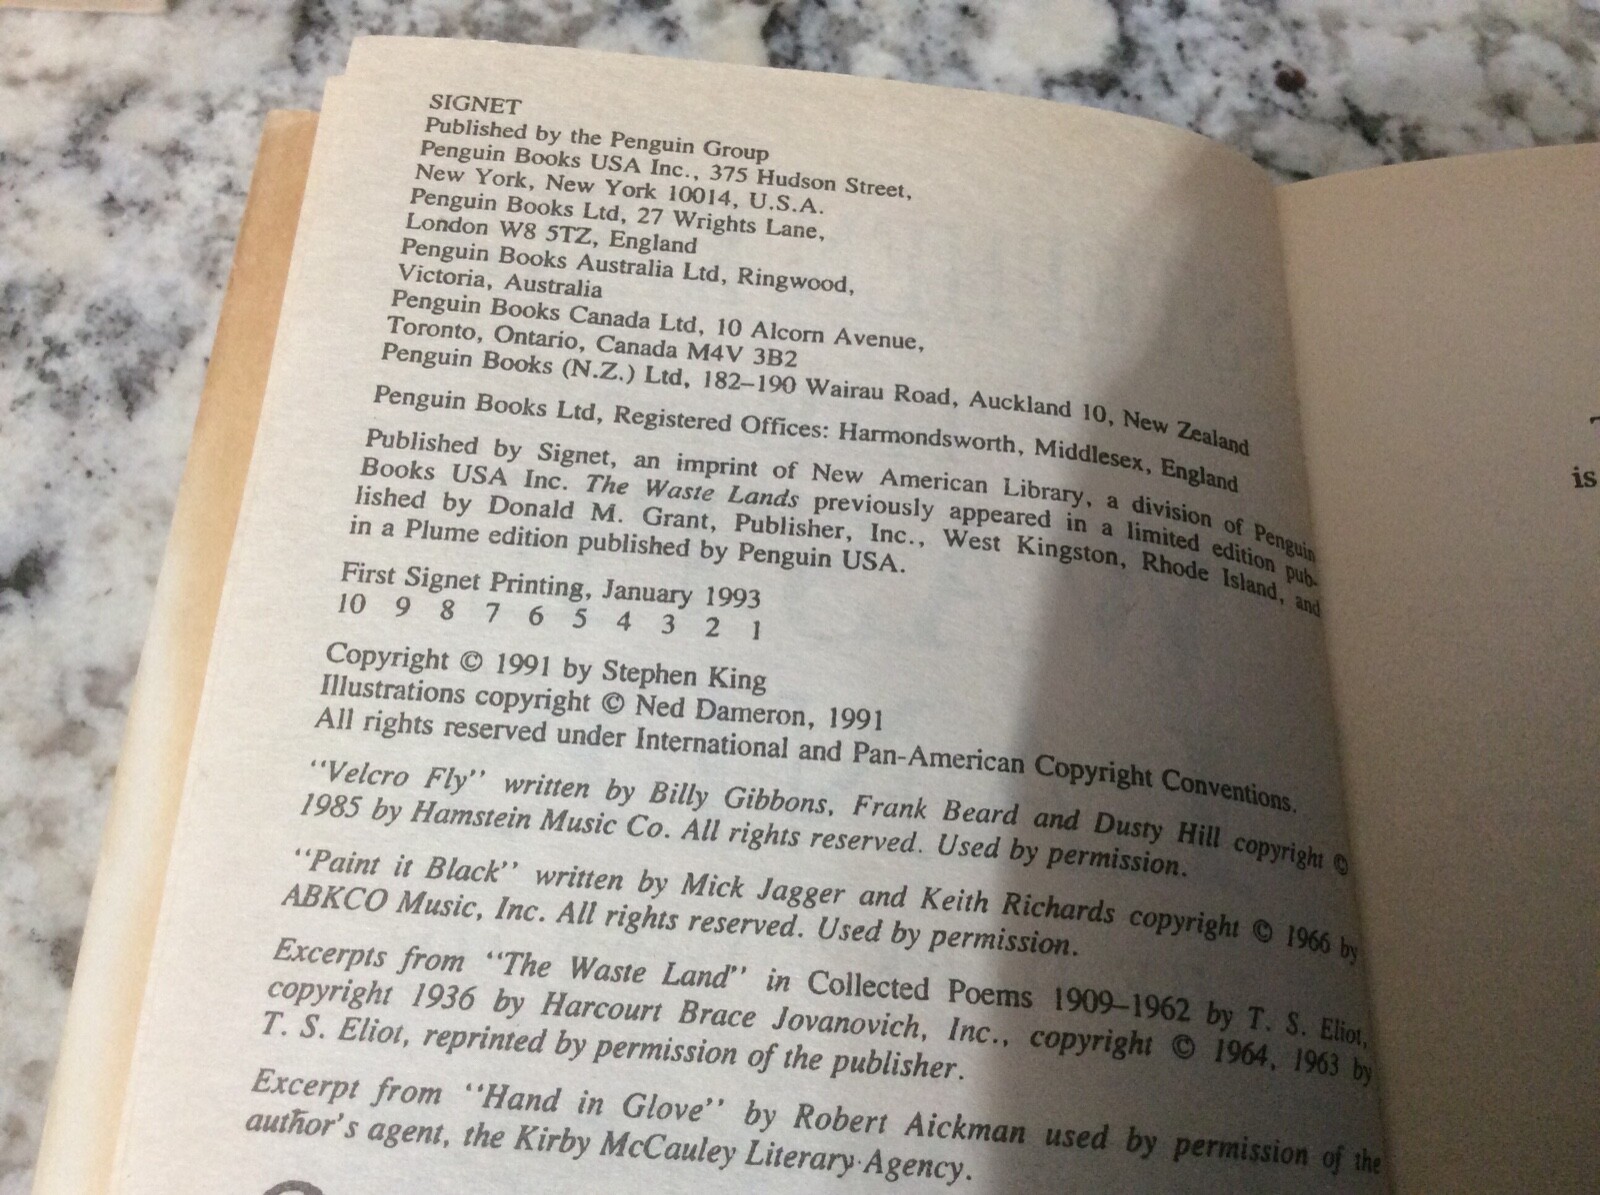 SIGNET
Published by the Penguin Group
Penguin Books USA Inc., 375 Hudson Street,
New York, New York 10014, U.S.A.
Penguin Books Ltd, 27 Wrights Lane,
London W8 5TZ, England
Penguin Books Australia Ltd, Ringwood,
Victoria, Australia
Penguin Books Canada Ltd, 10 Alcorn Avenue,
Toronto, Ontario, Canada M4V 3B2
Penguin Books (N.Z.) Ltd, 182–190 Wairau Road, Auckland 10, New Zealand
Penguin Books Ltd, Registered Offices: Harmondsworth, Middlesex, England
Published by Signet, an imprint of New American Library, a division of Penguin
Books USA Inc. The Waste Lands previously appeared in a limited edition pub-
lished by Donald M. Grant, Publisher, Inc., West Kingston, Rhode Island, and
in a Plume edition published by Penguin USA.
First Signet Printing, January 1993
10 9 8 7 6 5 4 3 2 1
Copyright © 1991 by Stephen King
Illustrations copyright © Ned Dameron, 1991
All rights reserved under International and Pan-American Copyright Conventions.
"Velcro Fly" written by Billy Gibbons, Frank Beard and Dusty Hill copyright ©
1985 by Hamstein Music Co. All rights reserved. Used by permission.
"Paint it Black" written by Mick Jagger and Keith Richards copyright © 1966 by
ABKCO Music, Inc. All rights reserved. Used by permission.
Excerpts from "The Waste Land" in Collected Poems 1909–1962 by T. S. Eliot,
copyright 1936 by Harcourt Brace Jovanovich, Inc., copyright © 1964, 1963 by
T. S. Eliot, reprinted by permission of the publisher.
Excerpt from "Hand in Glove" by Robert Aickman used by permission of the
author's agent, the Kirby McCauley Literary Agency.
is